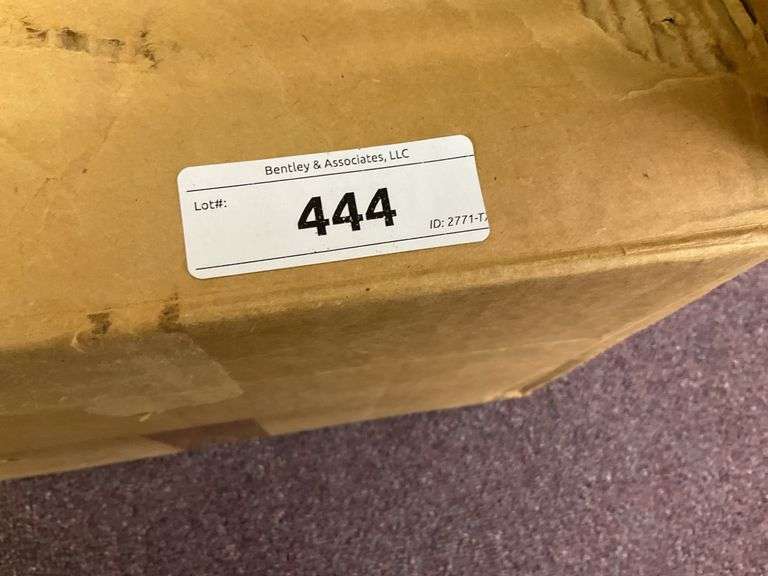 Bentley & Associates, LLC
Lot#:
444
ID: 2771-T